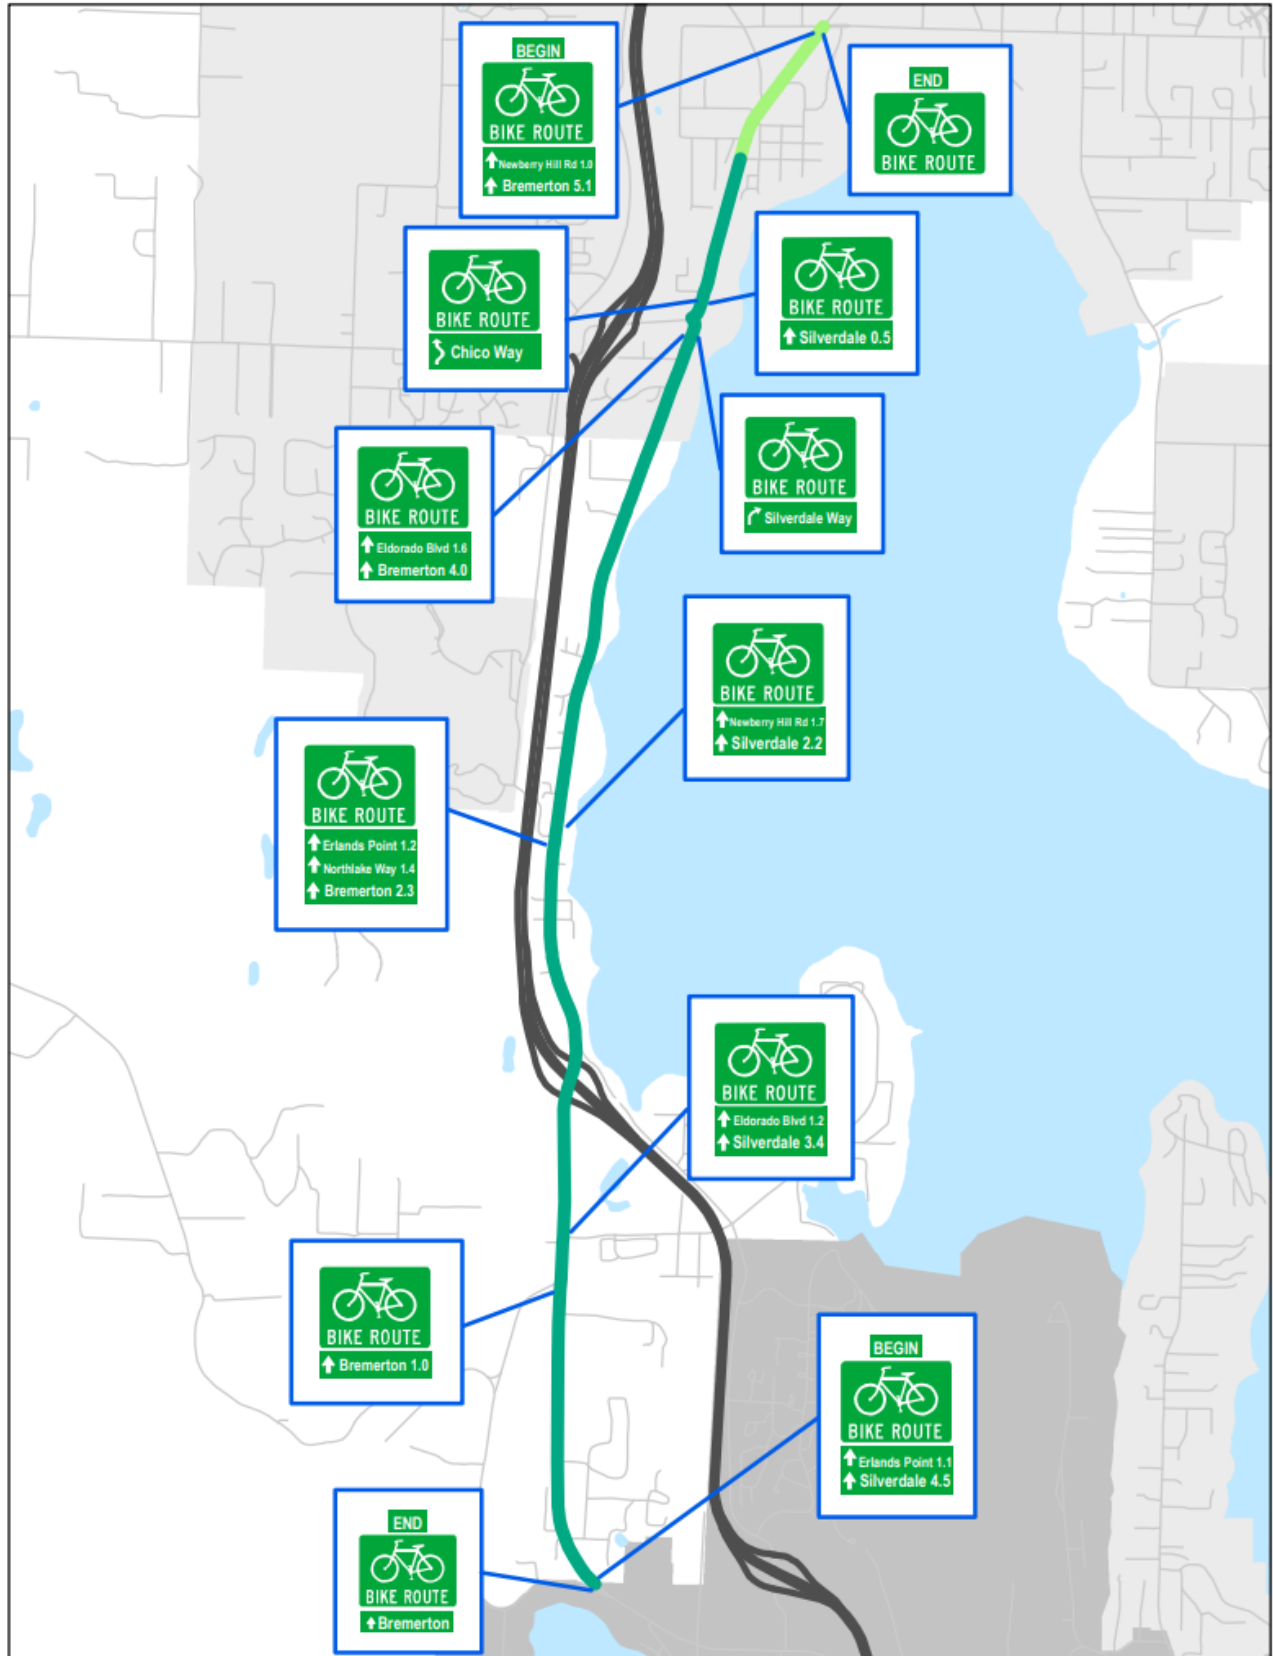 BEGIN
BIKE ROUTE
Newberry Hill Rd 1.0
Bremerton 5.1
END
BIKE ROUTE
BIKE ROUTE
Chico Way
BIKE ROUTE
Silverdale 0.5
BIKE ROUTE
Eldorado Blvd 1.6
Bremerton 4.0
BIKE ROUTE
Silverdale Way
BIKE ROUTE
Newberry Hill Rd 1.7
Silverdale 2.2
BIKE ROUTE
Erlands Point 1.2
Northlake Way 1.4
Bremerton 2.3
BIKE ROUTE
Eldorado Blvd 1.2
Silverdale 3.4
BIKE ROUTE
Bremerton 1.0
BEGIN
BIKE ROUTE
Erlands Point 1.1
Silverdale 4.5
END
BIKE ROUTE
Bremerton